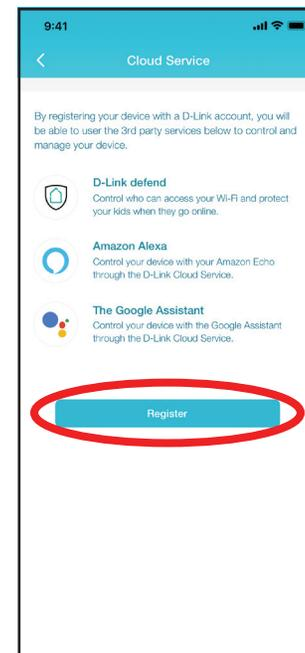 9:41
Cloud Service
By registering your device with a D-Link account, you will
be able to user the 3rd party services below to control and
manage your device.
D-Link defend
Control who can access your Wi-Fi and protect
your kids when they go online.
Amazon Alexa
Control your device with your Amazon Echo
through the D-Link Cloud Service.
The Google Assistant
Control your device with the Google Assistant
through the D-Link Cloud Service.
Register